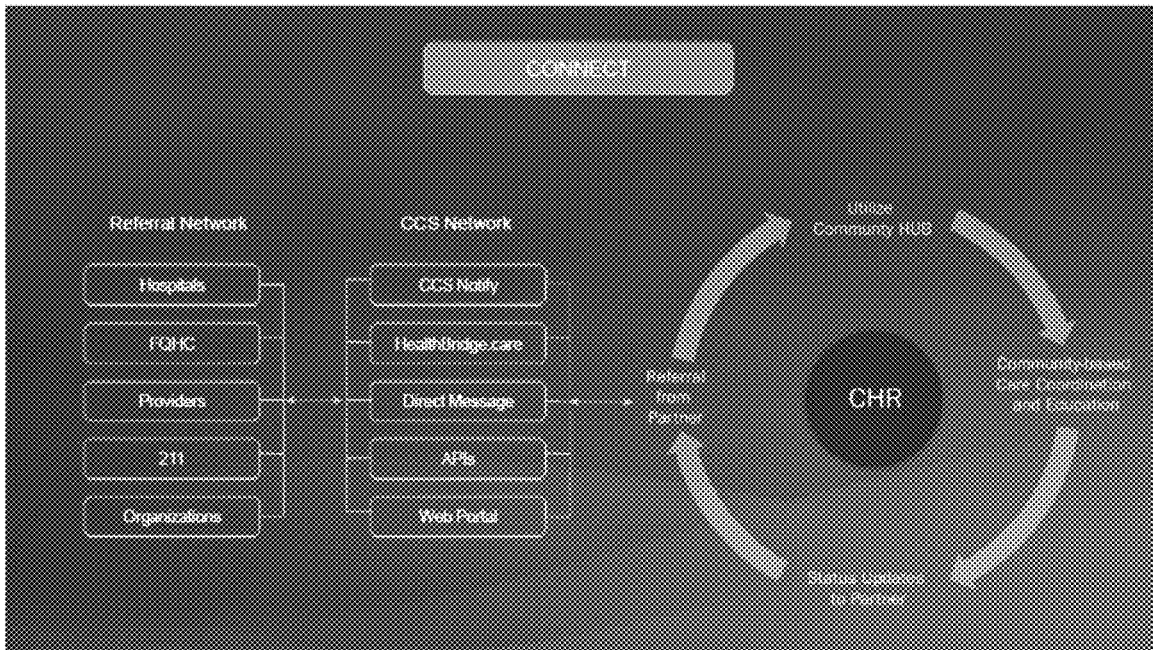 CONNECT
Referral Network
Hospitals
FQHC
Providers
211
Organizations
CCS Network
CCS Notify
HealthBridge.care
Direct Message
APIs
Web Portal
Utilize
Community HUB
Referral
from
Partner
CHR
Community-based
Care Coordination
and Education
Status Updates
to Partner